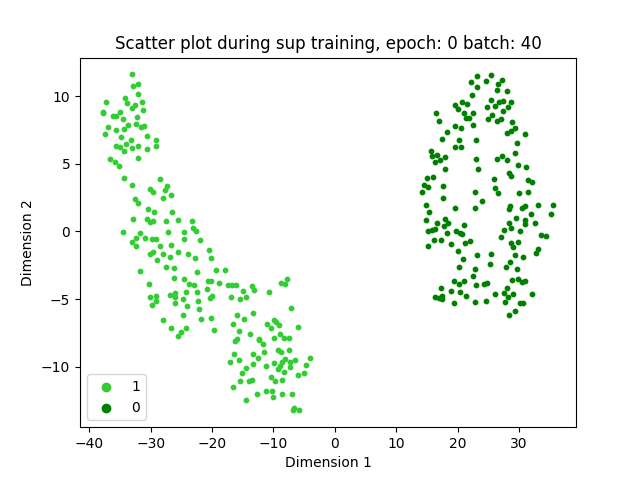 Scatter plot during sup training, epoch: 0 batch: 40
10
5
0
−5
−10
Dimension 2
1
0
−40 −30 −20 −10 0 10 20 30
Dimension 1